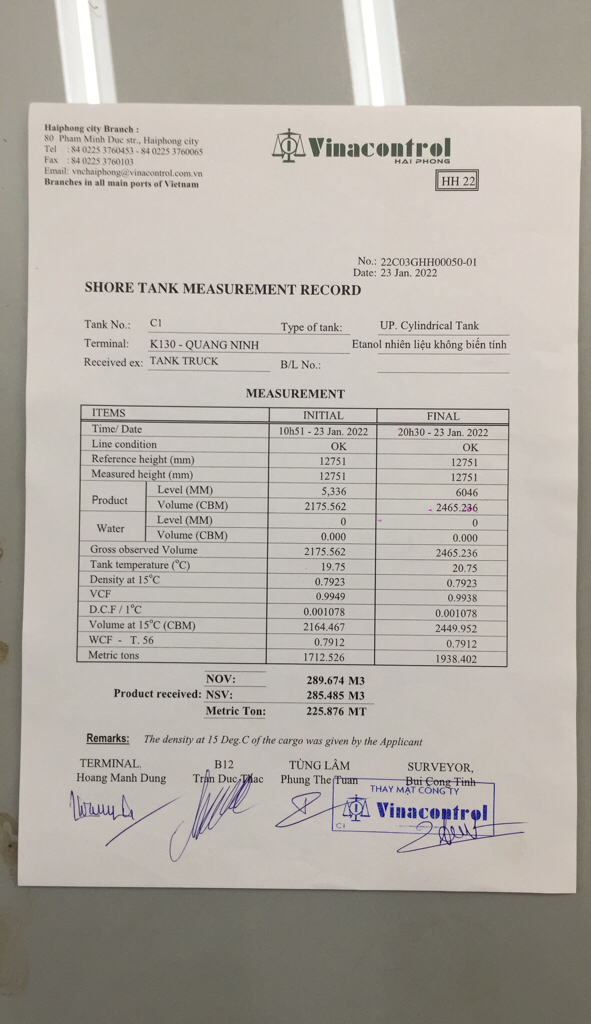 Haiphong city Branch :
80 Pham Minh Duc str., Haiphong city
Tel : 84 0225 3760453 - 84 0225 3760065
Fax : 84 0225 3760103
Email: vnchaiphong@vinacontrol.com.vn
Branches in all main ports of Vietnam
Vinacontrol
HAI PHONG
HH 22
No.: 22C03GHH00050-01
Date: 23 Jan. 2022
SHORE TANK MEASUREMENT RECORD
Tank No.: C1 Type of tank: UP. Cylindrical Tank
Terminal: K130 - QUANG NINH Etanol nhiên liệu không biến tính
Received ex: TANK TRUCK B/L No.:
MEASUREMENT
ITEMS INITIAL FINAL
Time/ Date 10h51 - 23 Jan. 2022 20h30 - 23 Jan. 2022
Line condition OK OK
Reference height (mm) 12751 12751
Measured height (mm) 12751 12751
Product Level (MM) 5,336 6046
Volume (CBM) 2175.562 2465.236
Water Level (MM) 0 0
Volume (CBM) 0.000 0.000
Gross observed Volume 2175.562 2465.236
Tank temperature (°C) 19.75 20.75
Density at 15°C 0.7923 0.7923
VCF 0.9949 0.9938
D.C.F / 1°C 0.001078 0.001078
Volume at 15°C (CBM) 2164.467 2449.952
WCF - T. 56 0.7912 0.7912
Metric tons 1712.526 1938.402
NOV: 289.674 M3
Product received: NSV: 285.485 M3
Metric Ton: 225.876 MT
Remarks: The density at 15 Deg.C of the cargo was given by the Applicant
TERMINAL. B12 TÙNG LÂM SURVEYOR,
Hoang Manh Dung Tran Duc Thac Phung The Tuan Bui Cong Tinh
THAY MẶT CÔNG TY
Vinacontrol
C1